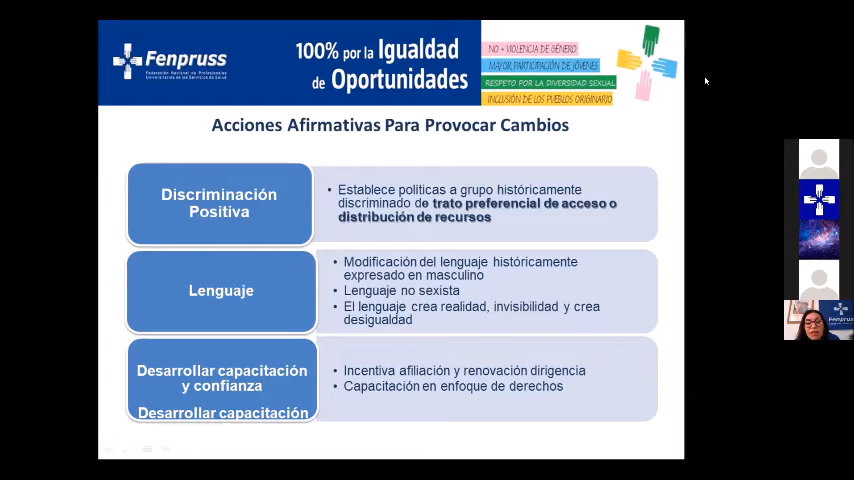 Fenpruss
Federación Nacional de Profesionales
Universitarios de los Servicios de Salud
100% por la Igualdad
de Oportunidades
NO + VIOLENCIA DE GÉNERO
MAYOR PARTICIPACIÓN DE JÓVENES
RESPETO POR LA DIVERSIDAD SEXUAL
INCLUSIÓN DE LOS PUEBLOS ORIGINARIO
Acciones Afirmativas Para Provocar Cambios
Discriminación
Positiva
• Establece políticas a grupo históricamente
discriminado de trato preferencial de acceso o
distribución de recursos
Lenguaje
• Modificación del lenguaje históricamente
expresado en masculino
• Lenguaje no sexista
• El lenguaje crea realidad, invisibilidad y crea
desigualdad
Desarrollar capacitación
y confianza
Desarrollar capacitación
• Incentiva afiliación y renovación dirigencia
• Capacitación en enfoque de derechos
Fenpruss